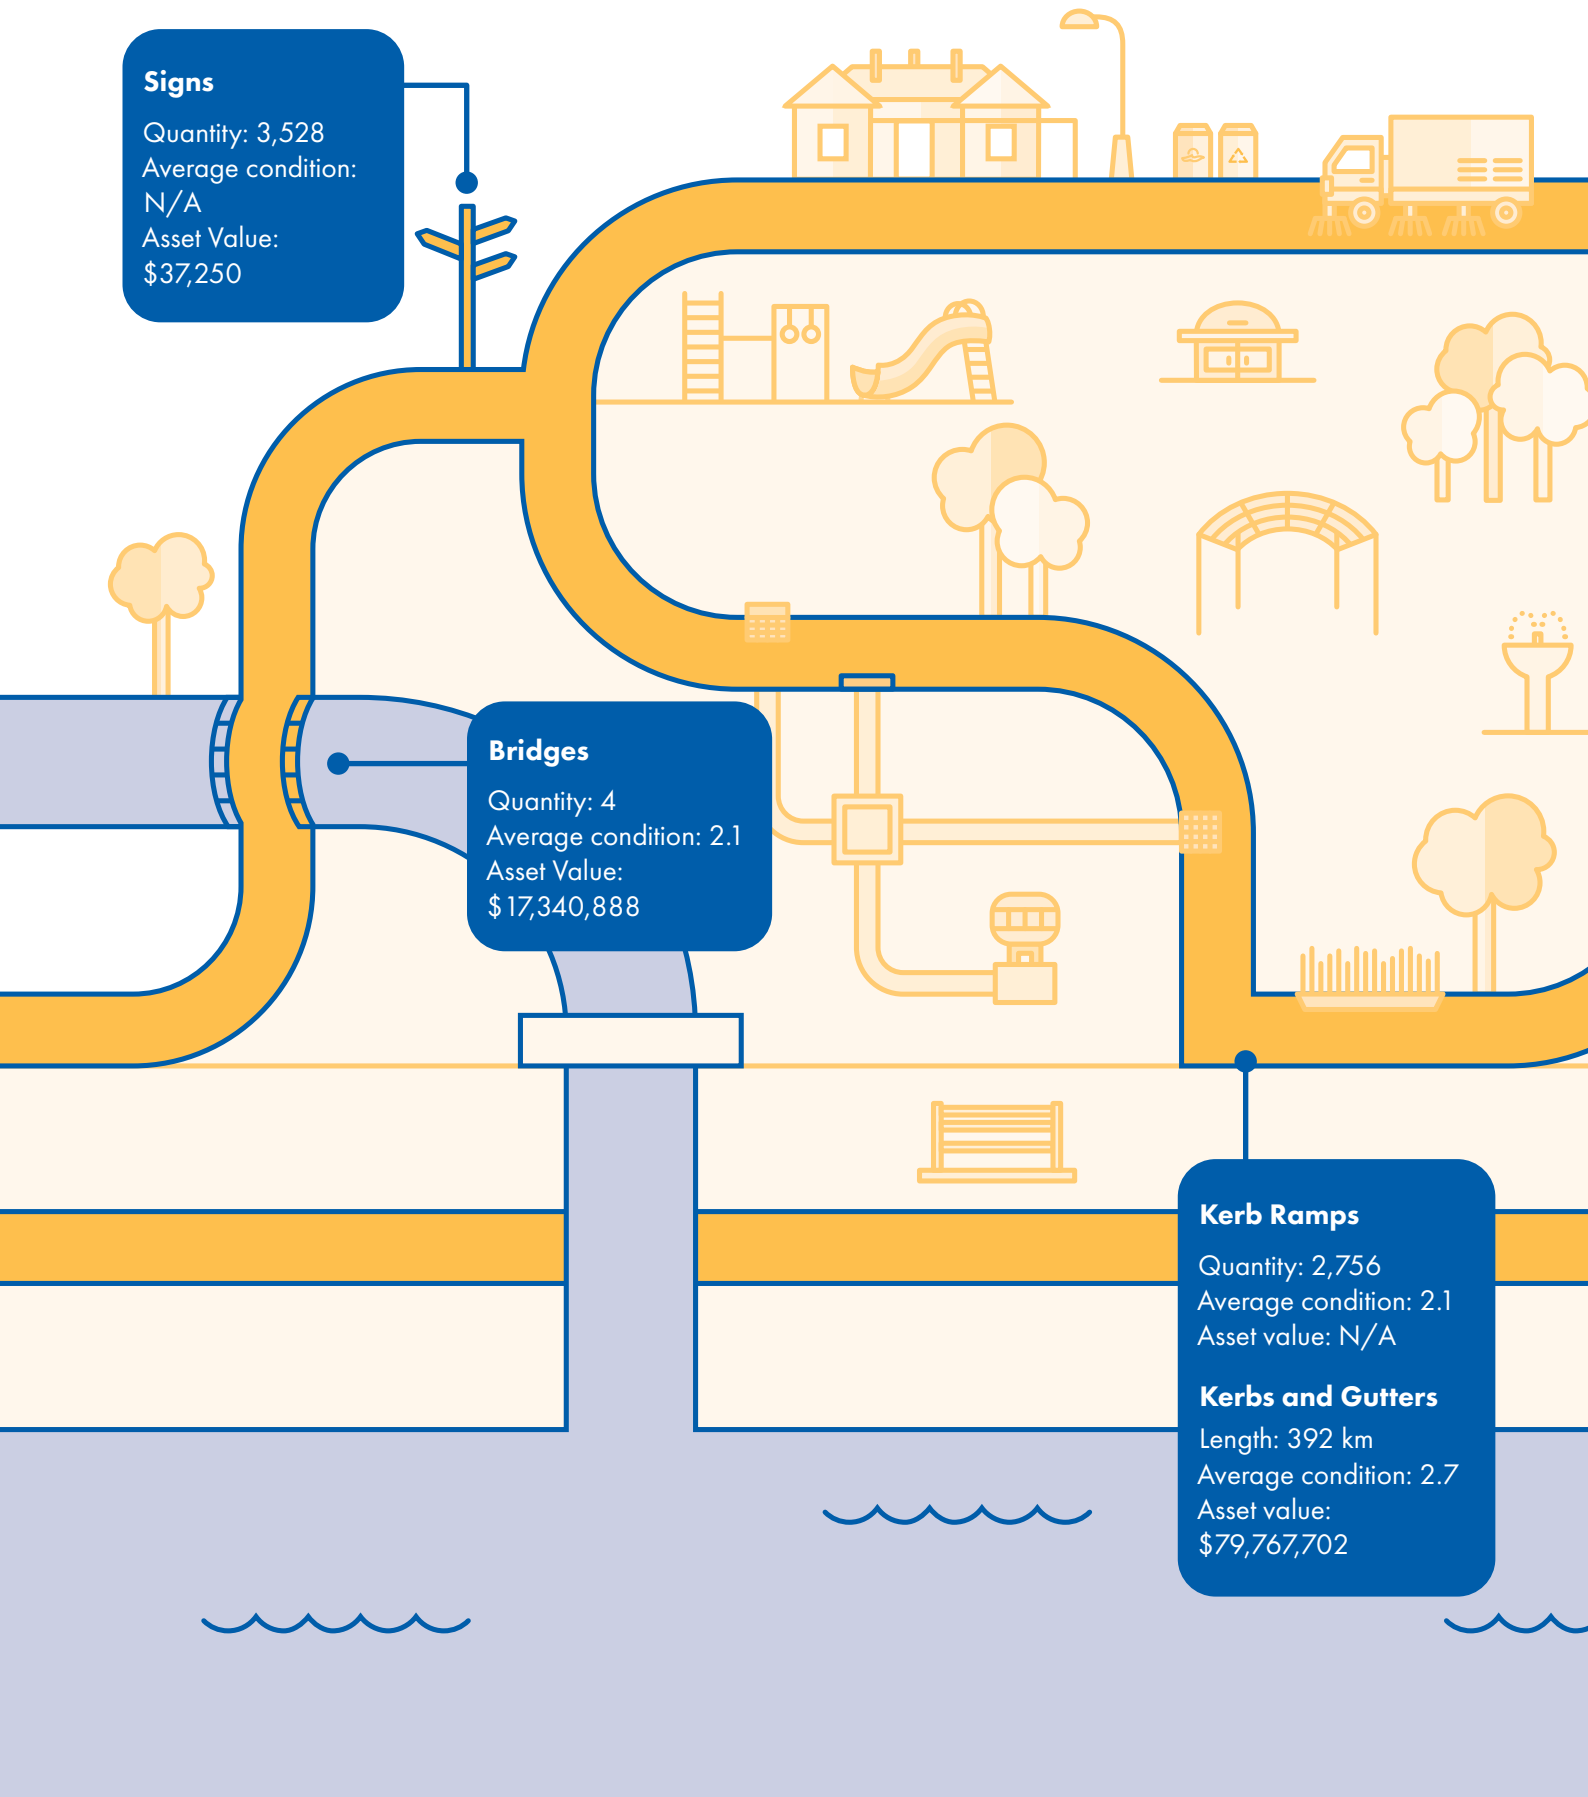 Signs
Quantity: 3,528
Average condition:
N/A
Asset Value:
$37,250
Bridges
Quantity: 4
Average condition: 2.1
Asset Value:
$17,340,888
Kerb Ramps
Quantity: 2,756
Average condition: 2.1
Asset value: N/A
Kerbs and Gutters
Length: 392 km
Average condition: 2.7
Asset value:
$79,767,702